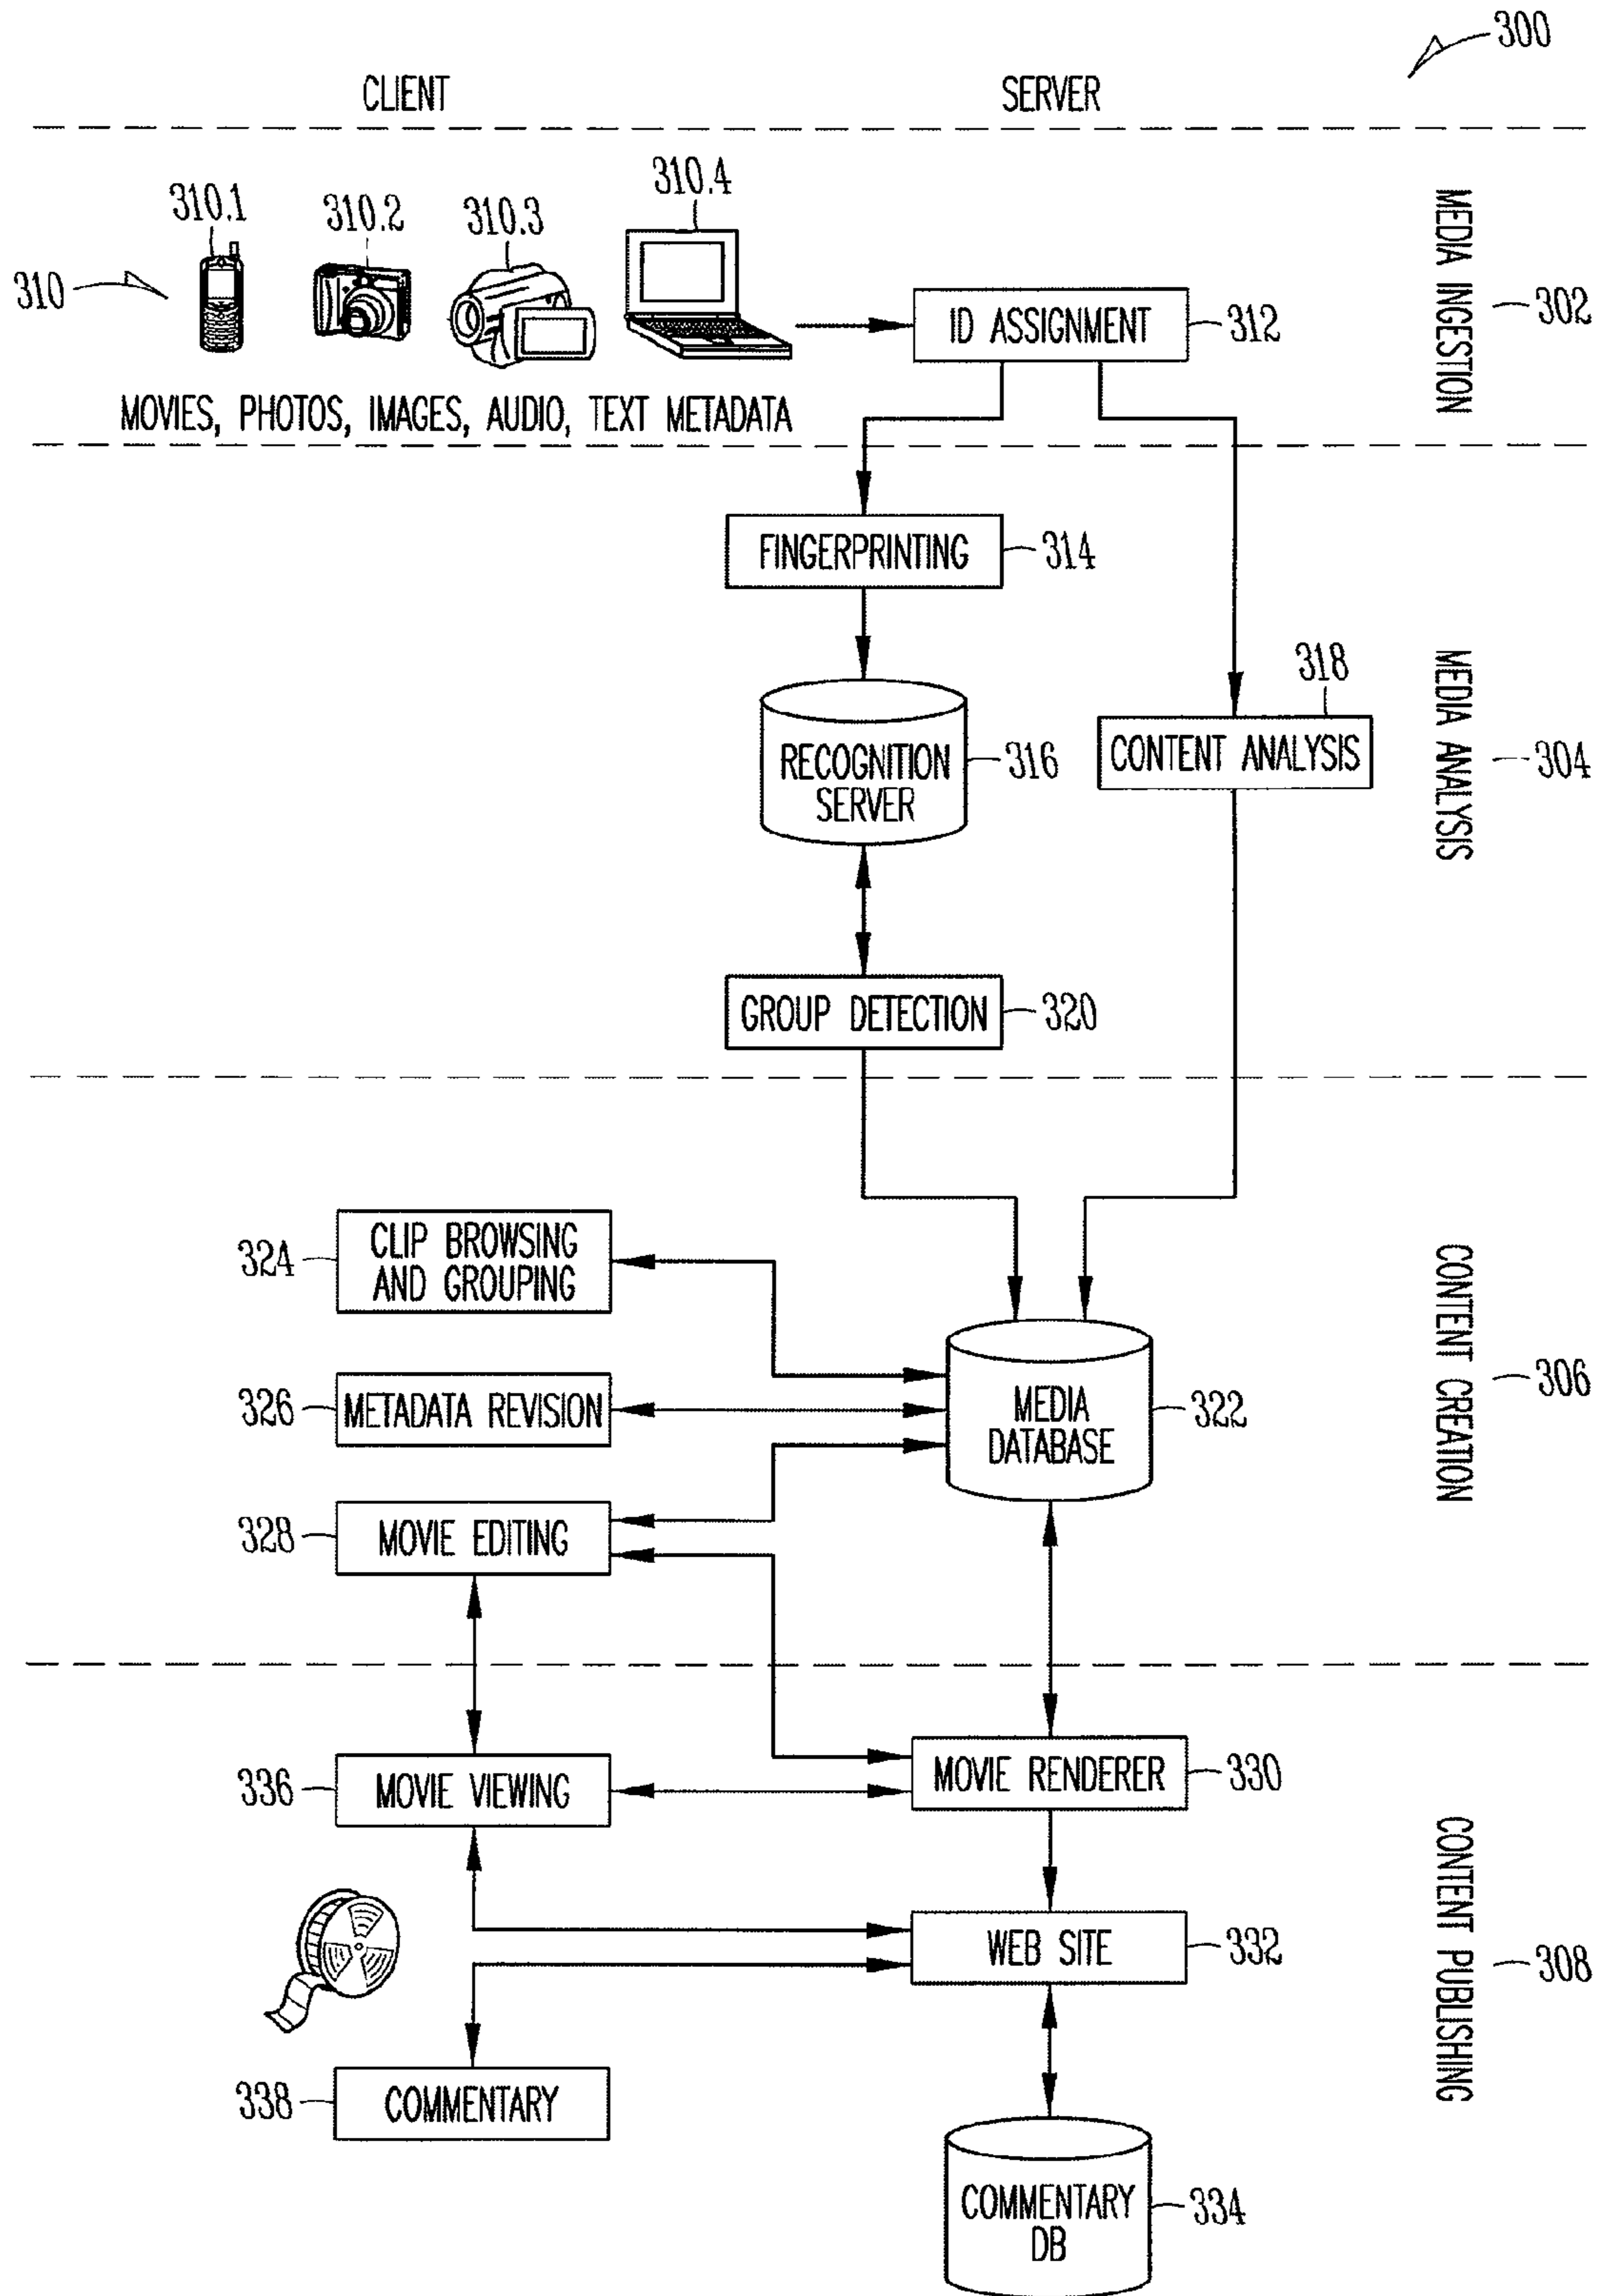 300
CLIENT
SERVER
310.1
310.2
310.3
310.4
310
ID ASSIGNMENT
312
MEDIA INGESTION
302
MOVIES, PHOTOS, IMAGES, AUDIO, TEXT METADATA
FINGERPRINTING
314
RECOGNITION
SERVER
316
318
CONTENT ANALYSIS
MEDIA ANALYSIS
304
GROUP DETECTION
320
324
CLIP BROWSING
AND GROUPING
326
METADATA REVISION
MEDIA
DATABASE
322
CONTENT CREATION
306
328
MOVIE EDITING
336
MOVIE VIEWING
MOVIE RENDERER
330
WEB SITE
332
CONTENT PUBLISHING
308
338
COMMENTARY
COMMENTARY
DB
334